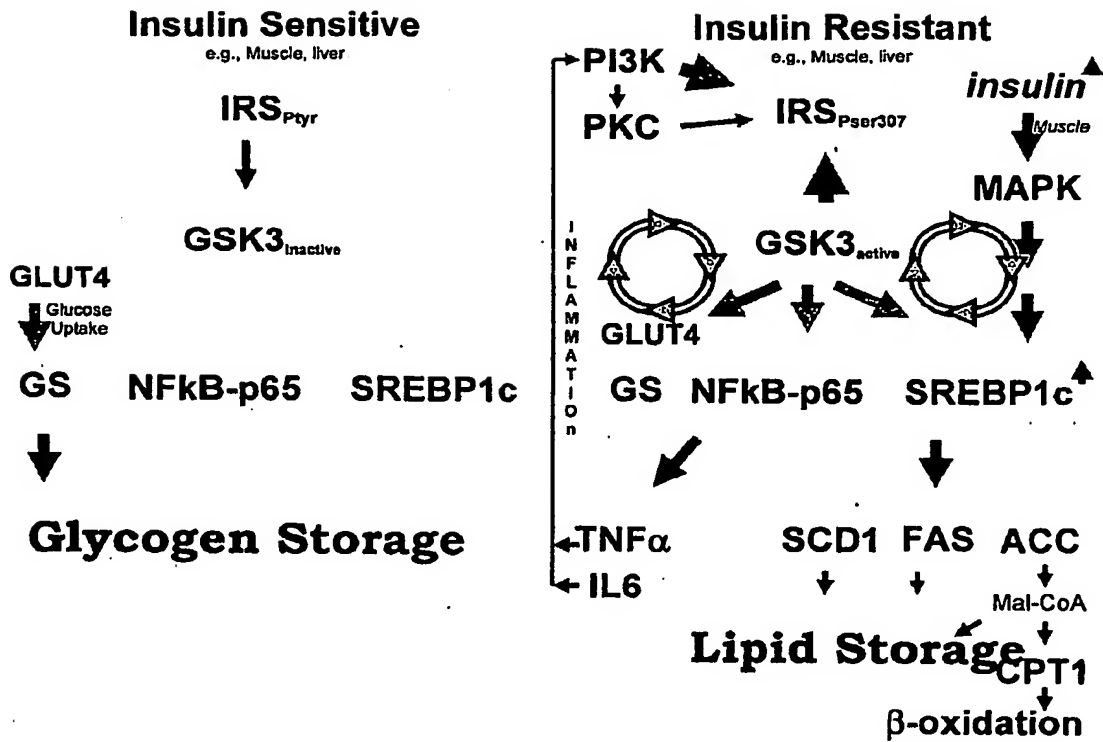 Insulin Sensitive
e.g., Muscle, liver
IRSPtyr
GSK3Inactive
GLUT4
Glucose
Uptake
GS NFkB-p65 SREBP1c
Glycogen Storage
Insulin Resistant
e.g., Muscle, liver
PI3K
PKC
IRSPser307
insulin
Muscle
MAPK
INFLAMMATIOn
GSK3active
GLUT4
GS NFkB-p65 SREBP1c
TNFα
IL6
SCD1 FAS ACC
Mal-CoA
Lipid Storage
CPT1
β-oxidation